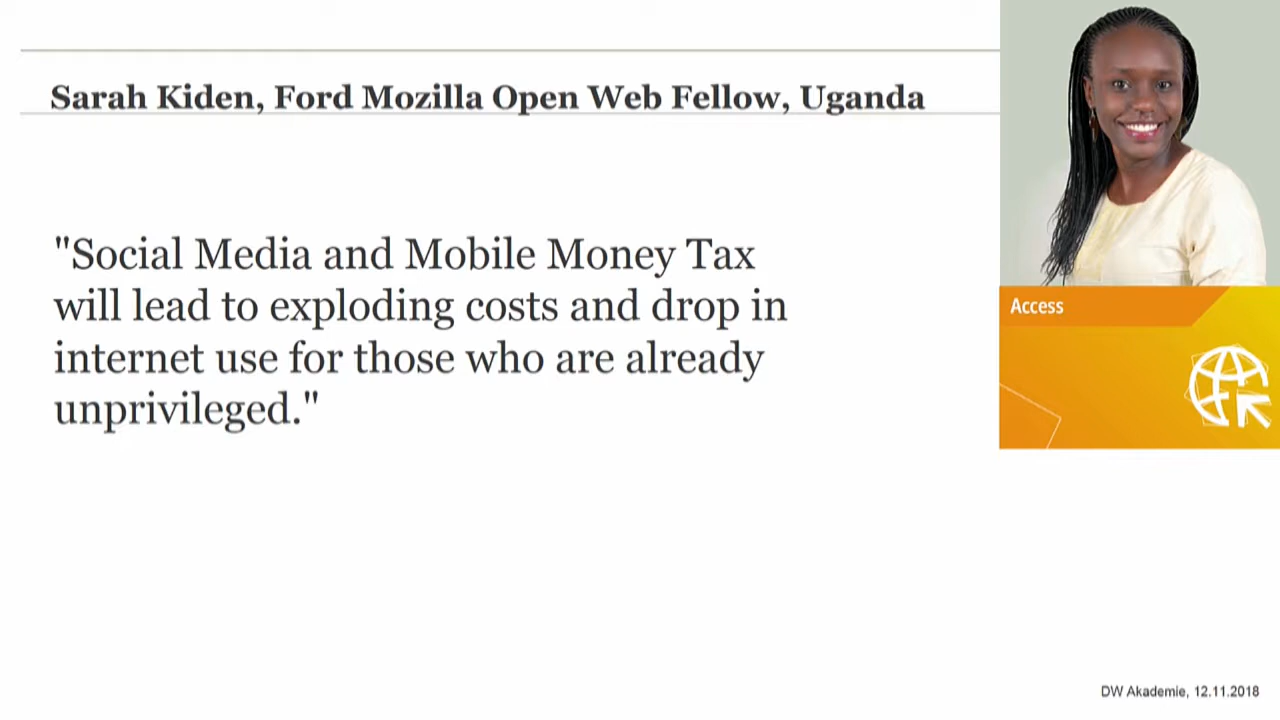 Sarah Kiden, Ford Mozilla Open Web Fellow, Uganda
"Social Media and Mobile Money Tax
will lead to exploding costs and drop in
internet use for those who are already
unprivileged."
Access
DW Akademie, 12.11.2018